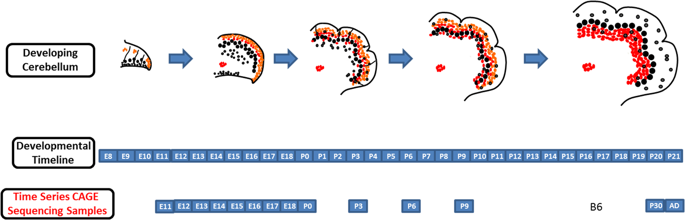 Developing
Cerebellum
Developmental
Timeline
E8 E9 E10 E11 E12 E13 E14 E15 E16 E17 E18 P0 P1 P2 P3 P4 P5 P6 P7 P8 P9 P10 P11 P12 P13 P14 P15 P16 P17 P18 P19 P20 P21
Time Series CAGE
Sequencing Samples
E11 E12 E13 E14 E15 E16 E17 E18 P0 P3 P6 P9 B6 P30 AD